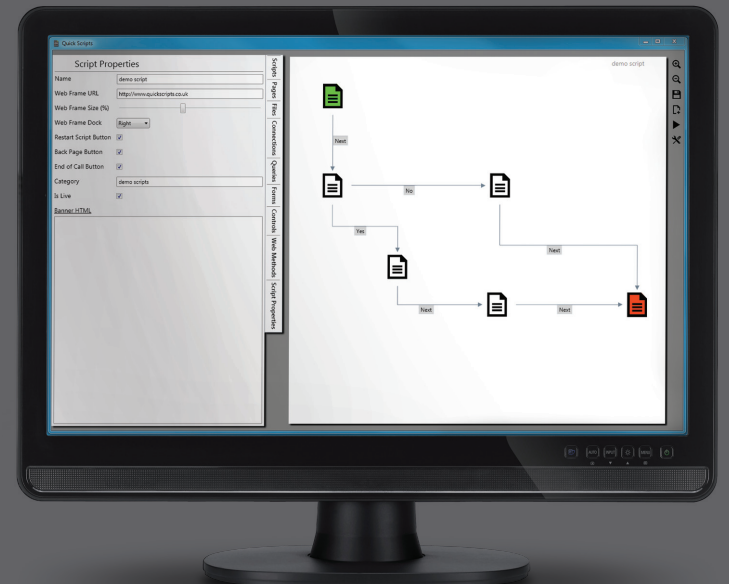 Quick Scripts
Script Properties
Name
demo script
Web Frame URL
http://www.quickscripts.co.uk
Web Frame Size (%)
Web Frame Dock
Right
Restart Script Button
Back Page Button
End of Call Button
Category
demo scripts
Is Live
Banner HTML
Scripts
Pages
Files
Connections
Queries
Forms
Controls
Web Methods
Script Properties
demo script
Next
No
Yes
Next
Next
Next
AUTO
INPUT
MENU